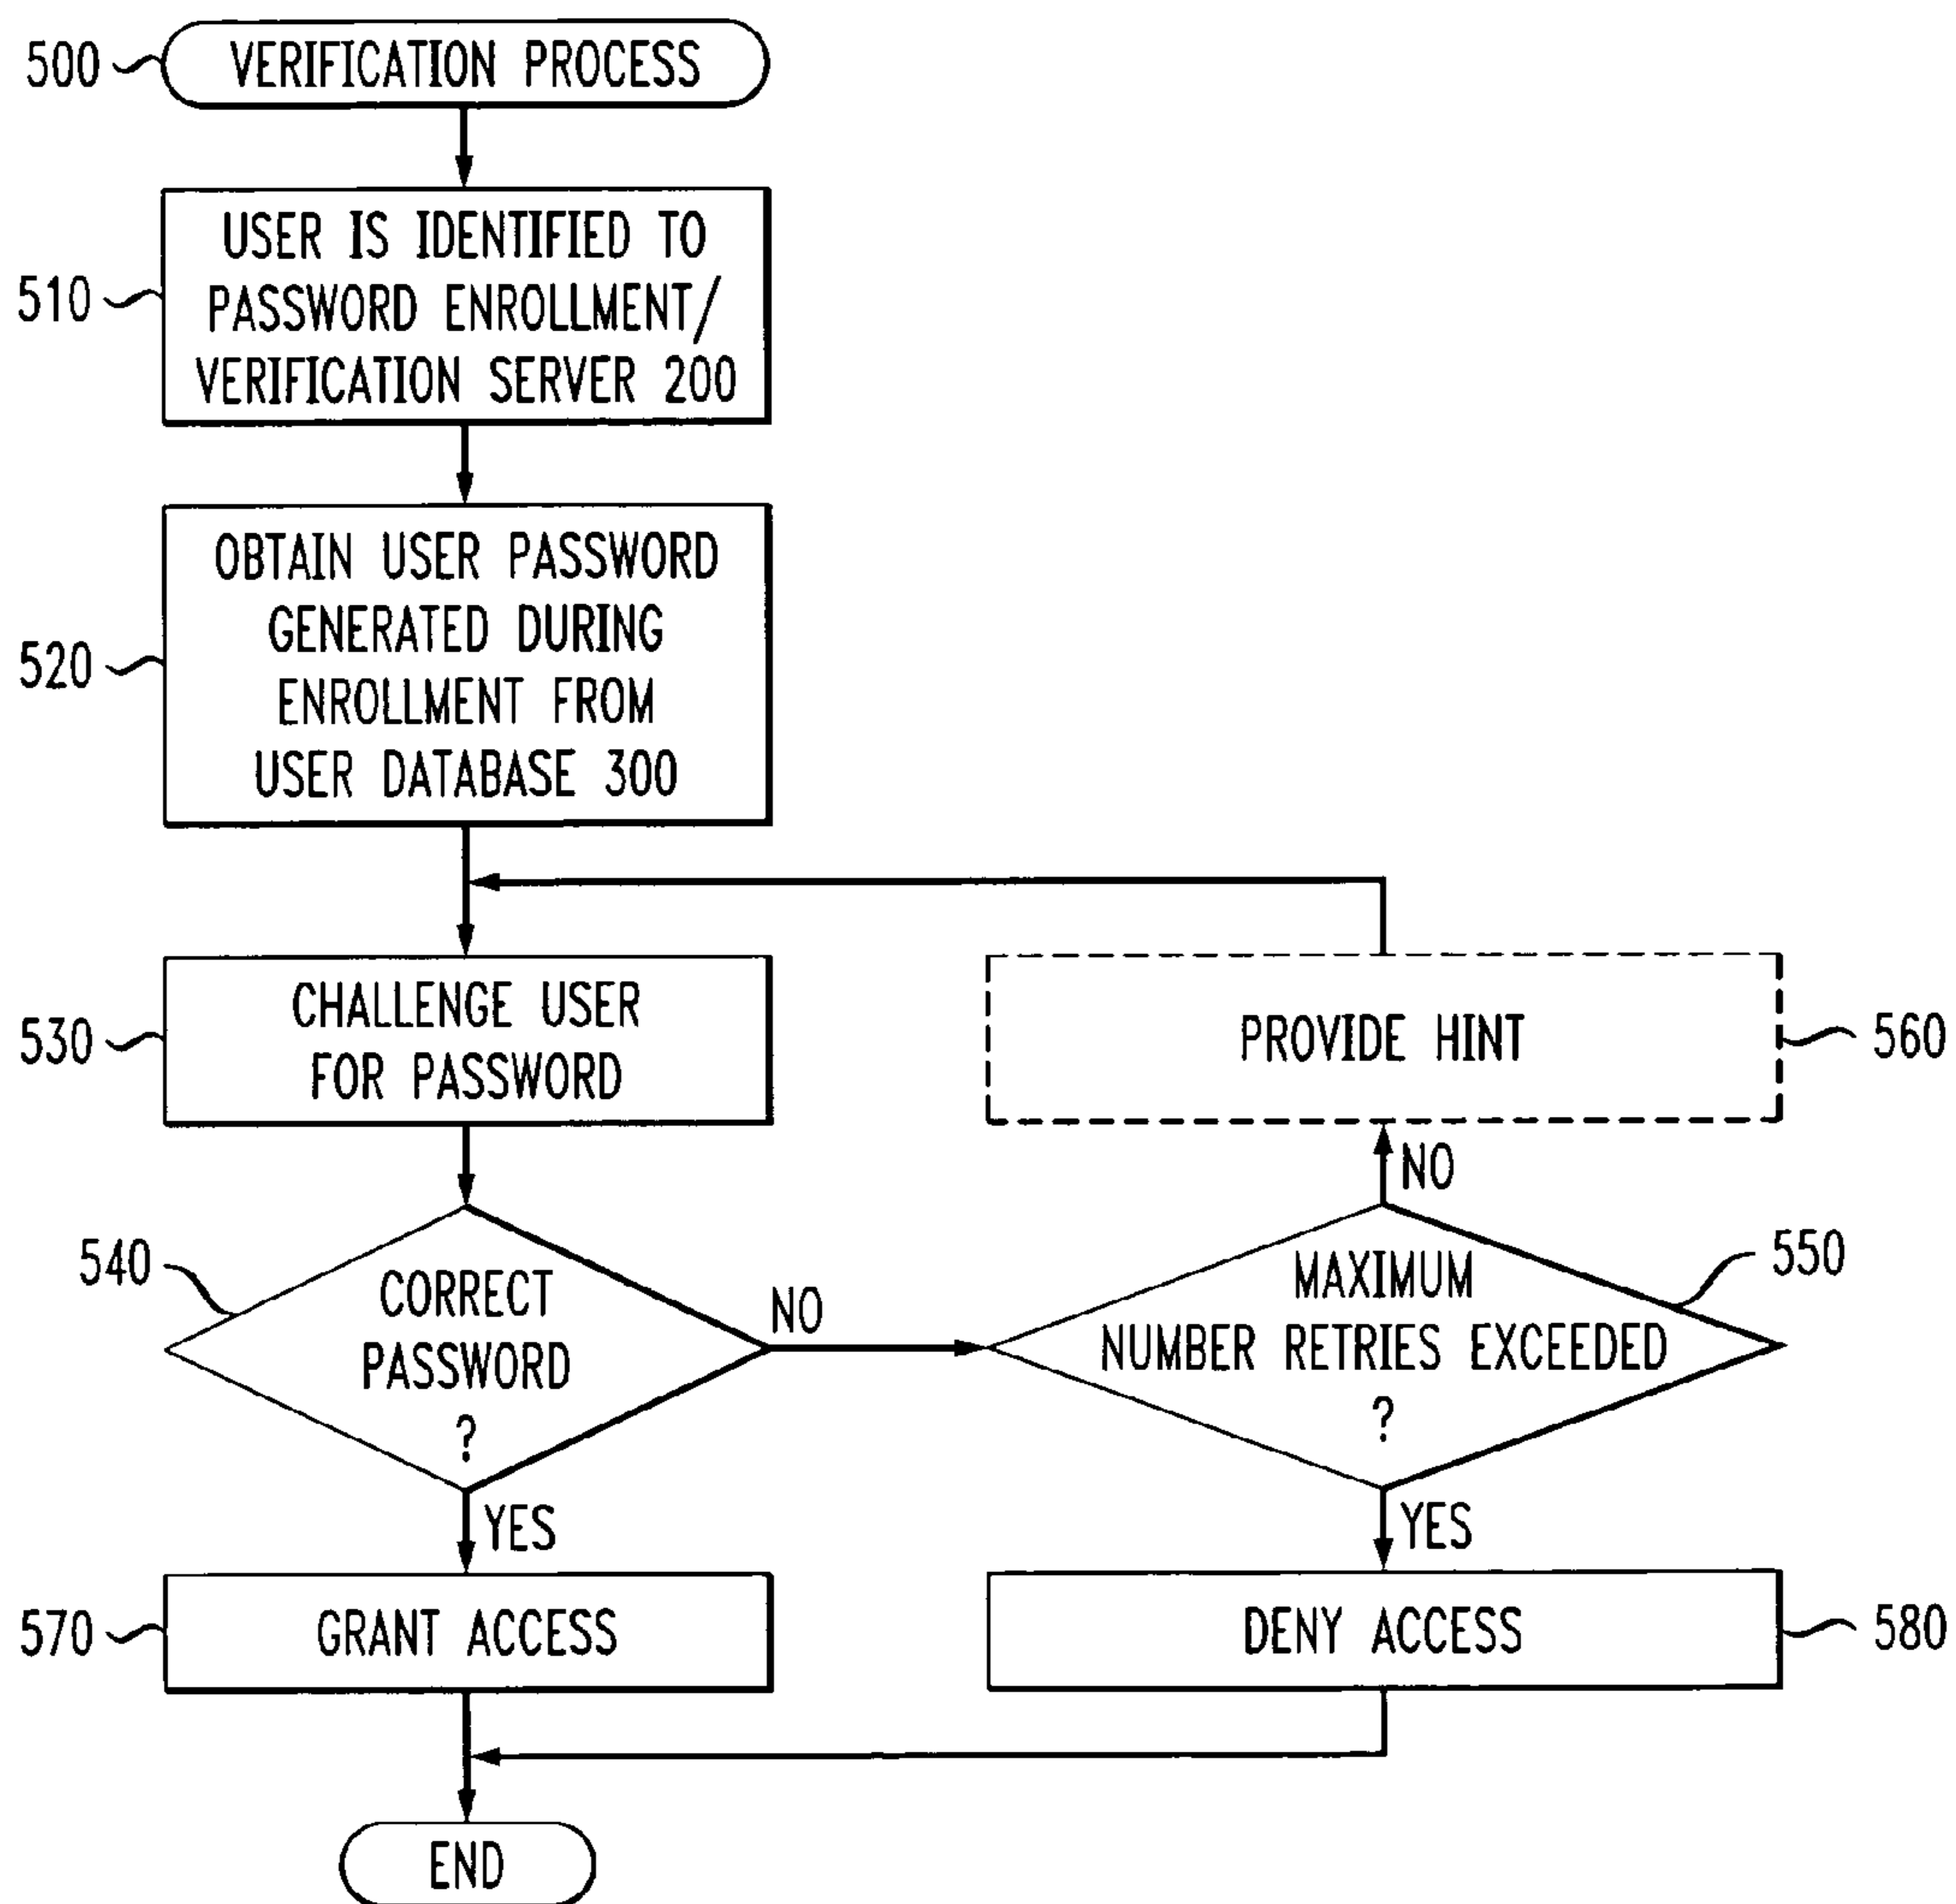 500
VERIFICATION PROCESS
510
USER IS IDENTIFIED TO
PASSWORD ENROLLMENT/
VERIFICATION SERVER 200
520
OBTAIN USER PASSWORD
GENERATED DURING
ENROLLMENT FROM
USER DATABASE 300
530
CHALLENGE USER
FOR PASSWORD
PROVIDE HINT
560
NO
540
CORRECT
PASSWORD
?
NO
MAXIMUM
NUMBER RETRIES EXCEEDED
?
550
YES
YES
570
GRANT ACCESS
DENY ACCESS
580
END